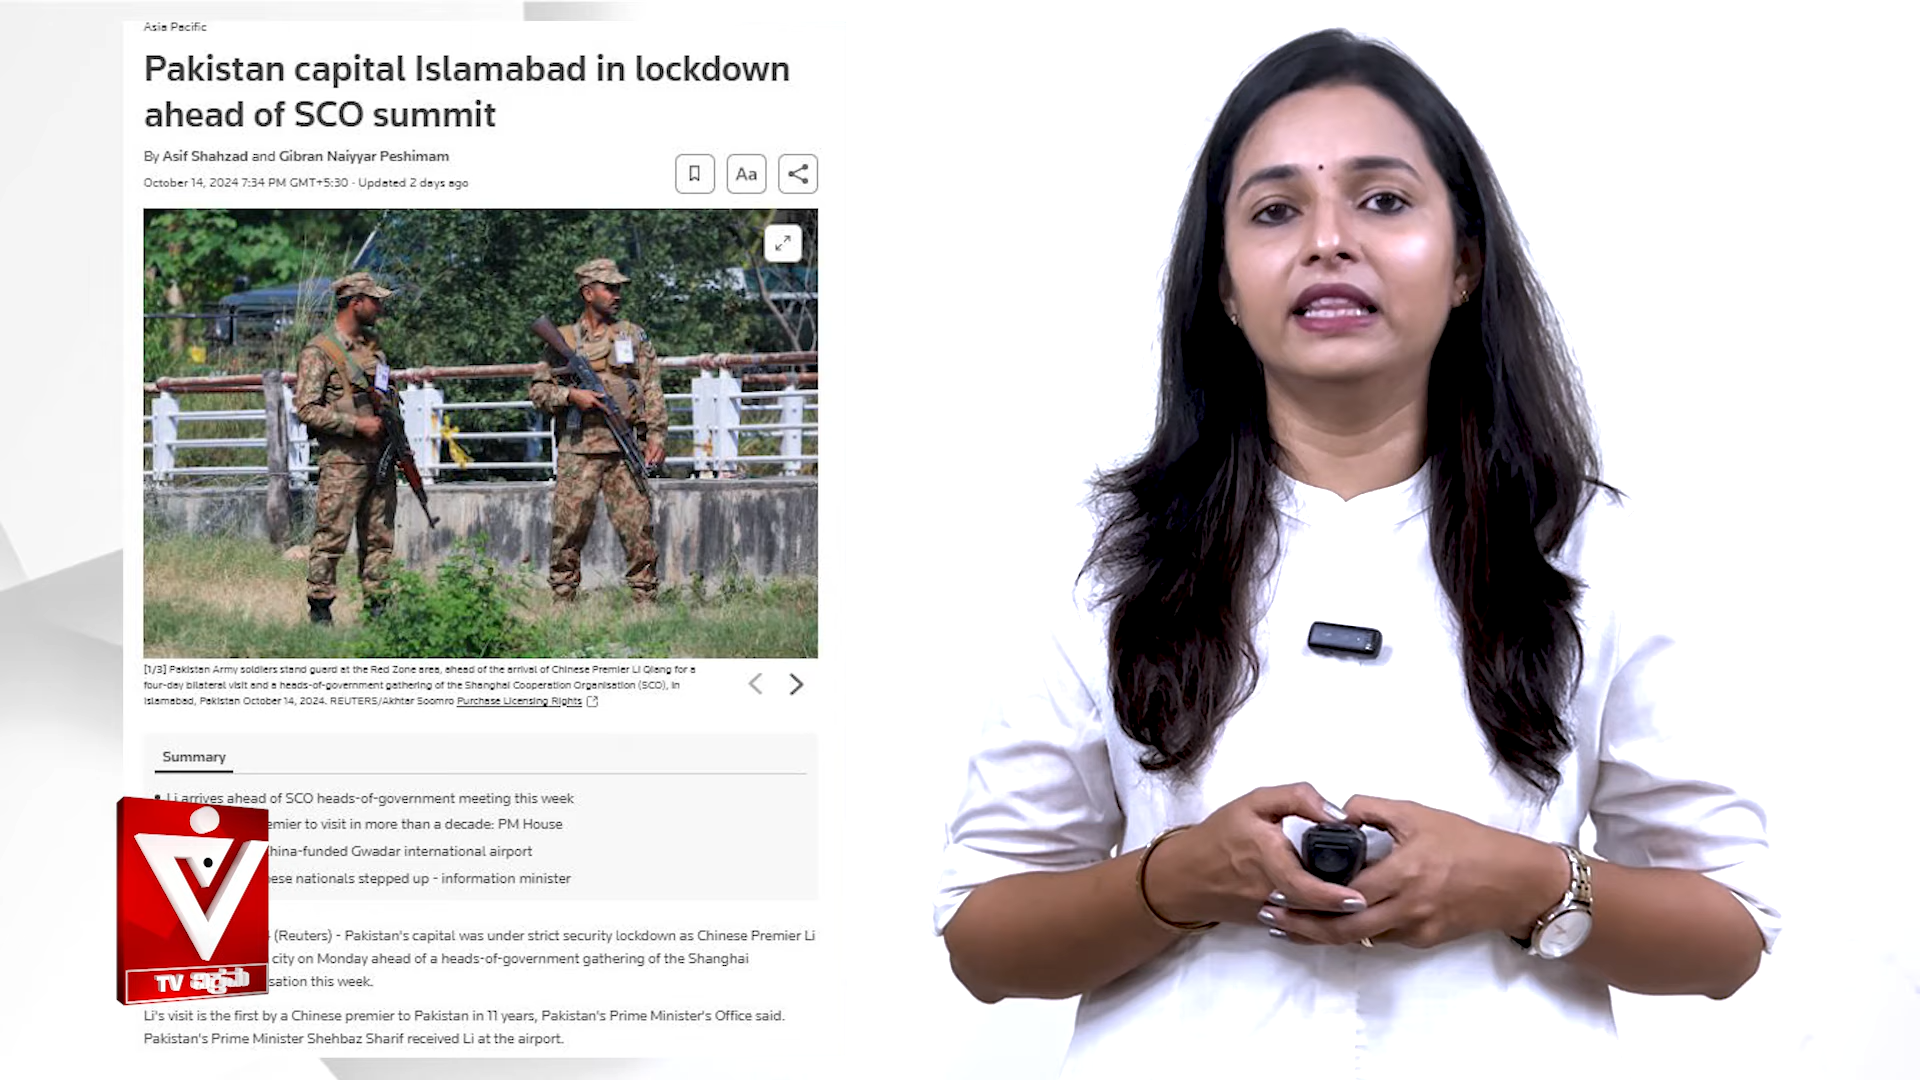 Asia Pacific
Pakistan capital Islamabad in lockdown
ahead of SCO summit
By Asif Shahzad and Gibran Naiyyar Peshimam
October 14, 2024 7:34 PM GMT+5:30 · Updated 2 days ago
Aa
[1/3] Pakistan Army soldiers stand guard at the Red Zone area, ahead of the arrival of Chinese Premier Li Qiang for a
four-day bilateral visit and a heads-of-government gathering of the Shanghai Cooperation Organisation (SCO), in
Islamabad, Pakistan October 14, 2024. REUTERS/Akhtar Soomro Purchase Licensing Rights
Summary
Li arrives ahead of SCO heads-of-government meeting this week
emier to visit in more than a decade: PM House
hina-funded Gwadar international airport
ese nationals stepped up - information minister
(Reuters) - Pakistan's capital was under strict security lockdown as Chinese Premier Li
city on Monday ahead of a heads-of-government gathering of the Shanghai
sation this week.
TV
Li's visit is the first by a Chinese premier to Pakistan in 11 years, Pakistan's Prime Minister's Office said.
Pakistan's Prime Minister Shehbaz Sharif received Li at the airport.